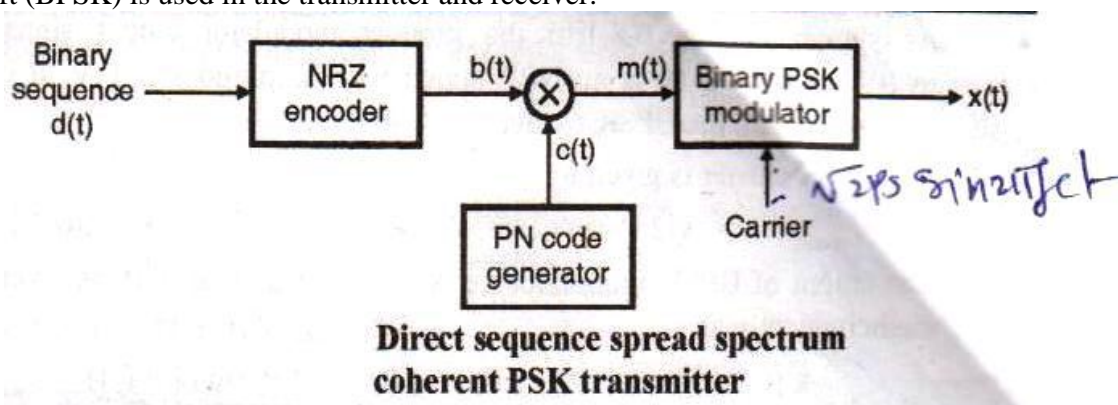 (BPSK) is used in the transmitter and receiver.
Binary
sequence
d(t)
NRZ
encoder
b(t)
m(t)
Binary PSK
modulator
x(t)
c(t)
√2Ps sin2πfct
Carrier
PN code
generator
Direct sequence spread spectrum
coherent PSK transmitter